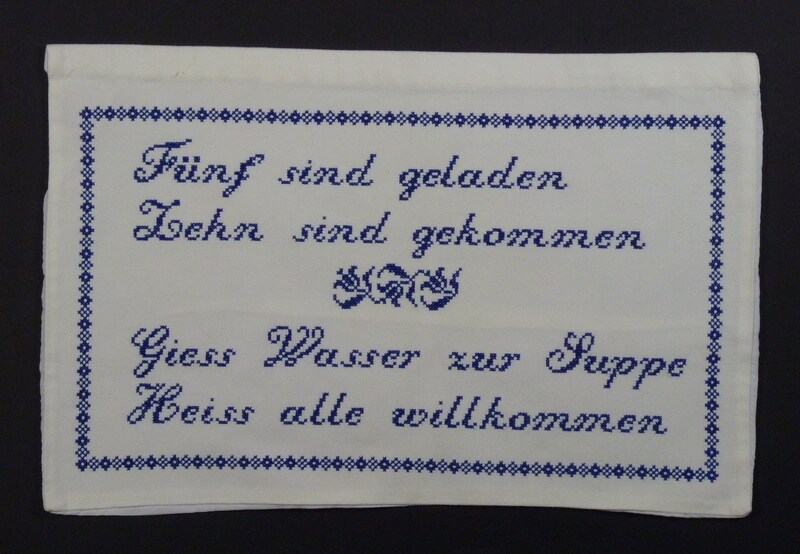 Fünf sind geladen
Zehn sind gekommen
Giess Wasser zur Suppe
Heiss alle willkommen